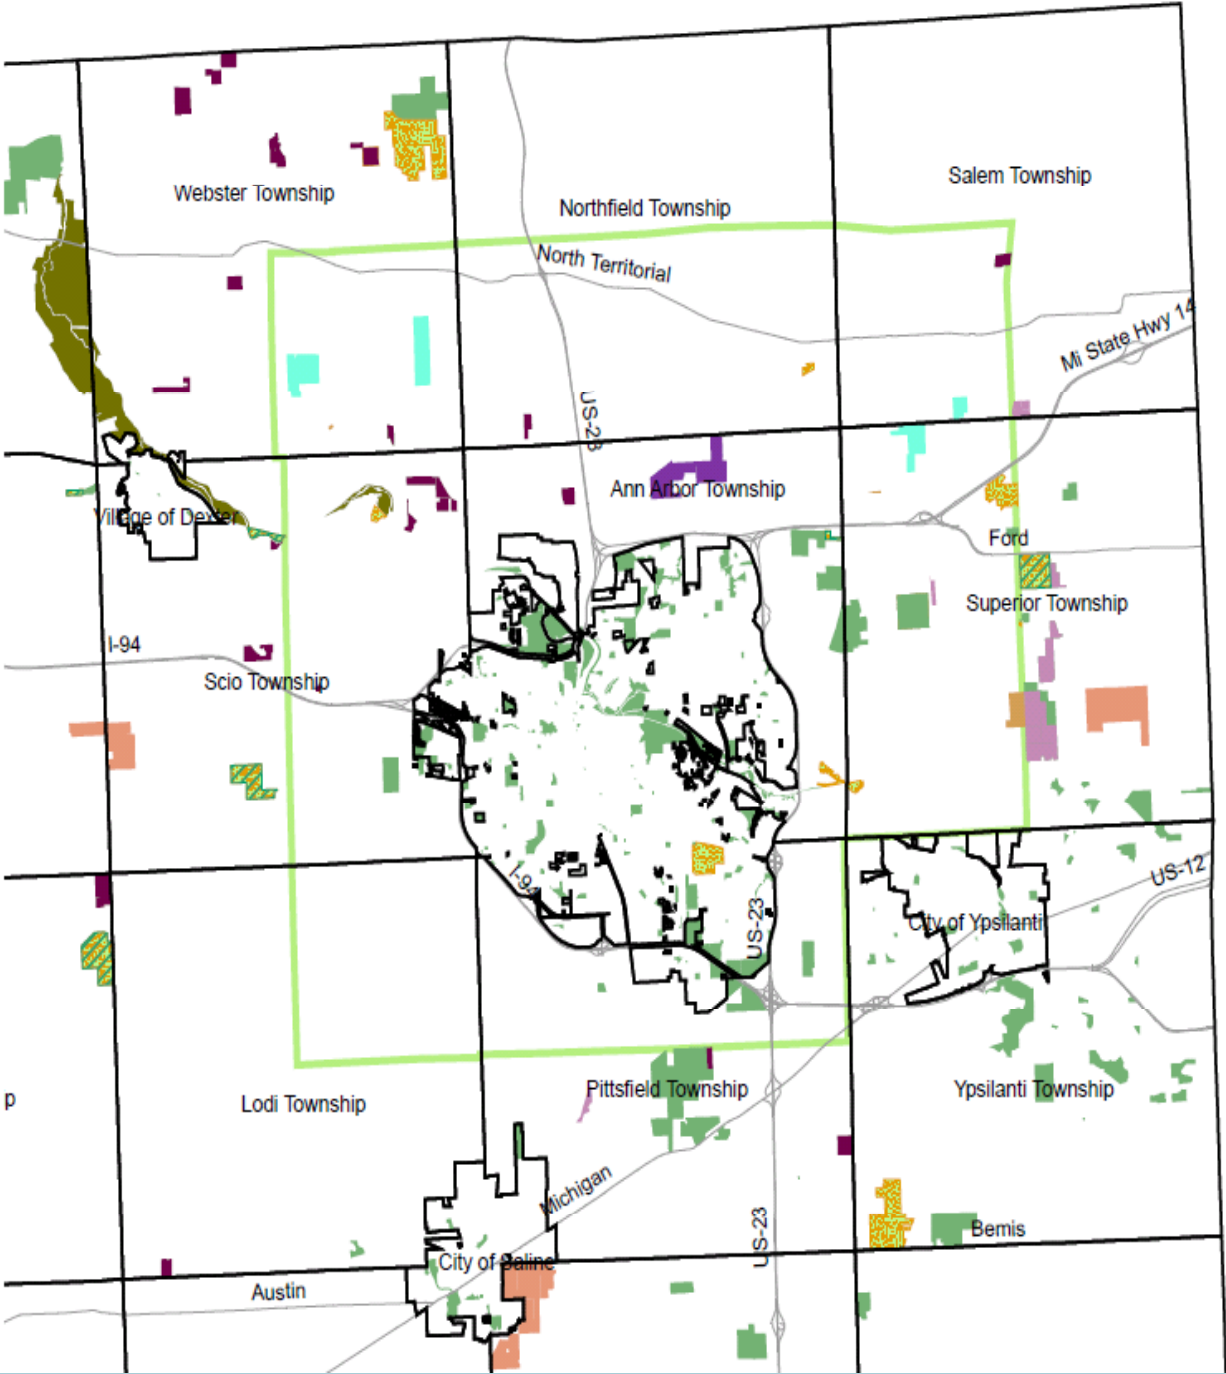 Salem Township
Webster Township
Northfield Township
North Territorial
Mi State Hwy 14
US-23
Ann Arbor Township
Village of Dexter
Ford
Superior Township
I-94
Scio Township
I-94
US-12
US-23
City of Ypsilanti
p
Lodi Township
Pittsfield Township
Ypsilanti Township
Michigan
US-23
Bemis
City of Saline
Austin